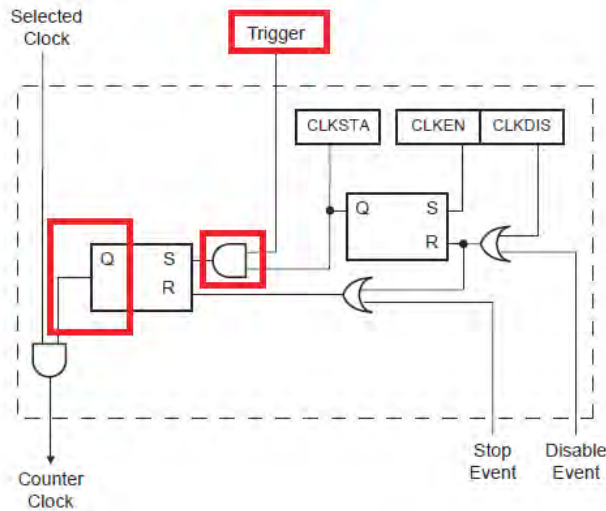 Selected
Clock
Trigger
CLKSTA
CLKEN
CLKDIS
Q
S
R
Q
S
R
Stop
Event
Disable
Event
Counter
Clock